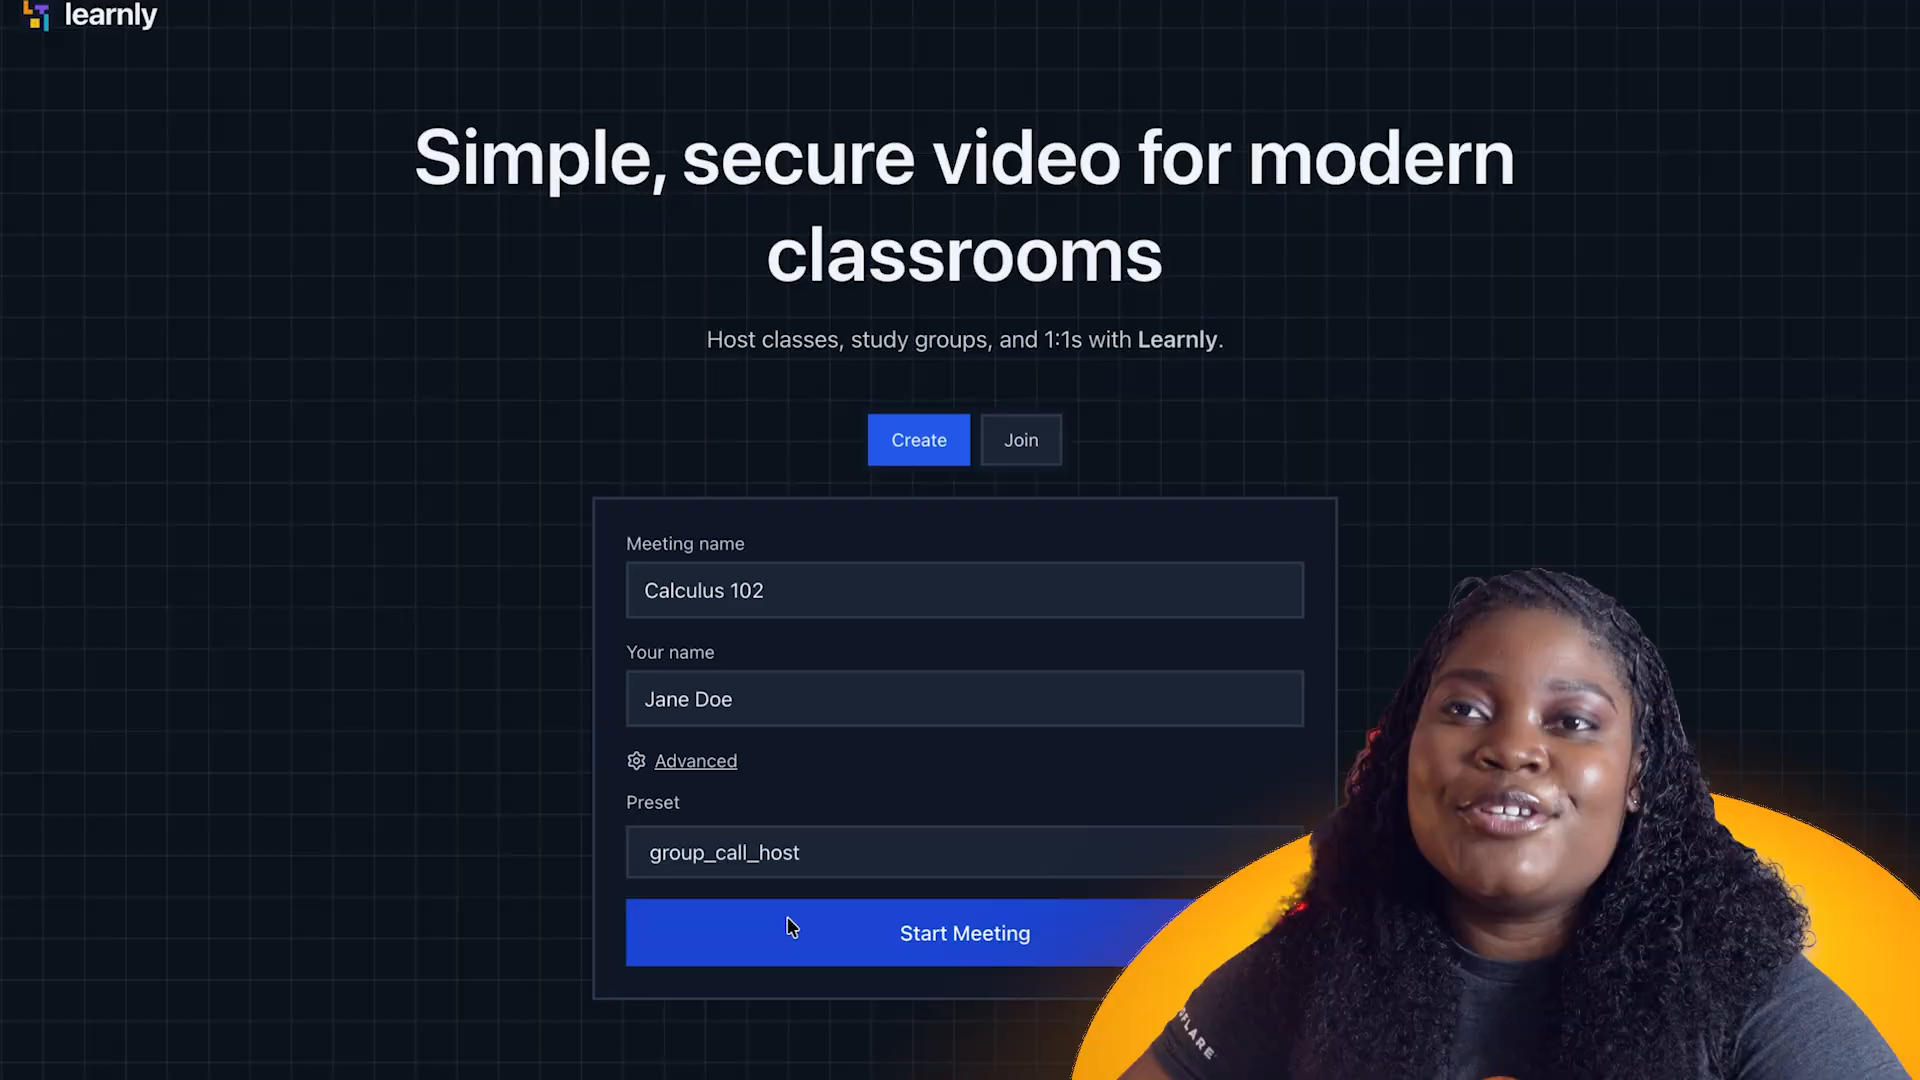 learnly
Simple, secure video for modern
classrooms
Host classes, study groups, and 1:1s with Learnly.
Create
Join
Meeting name
Calculus 102
Your name
Jane Doe
Advanced
Preset
group_call_host
Start Meeting
FLARE